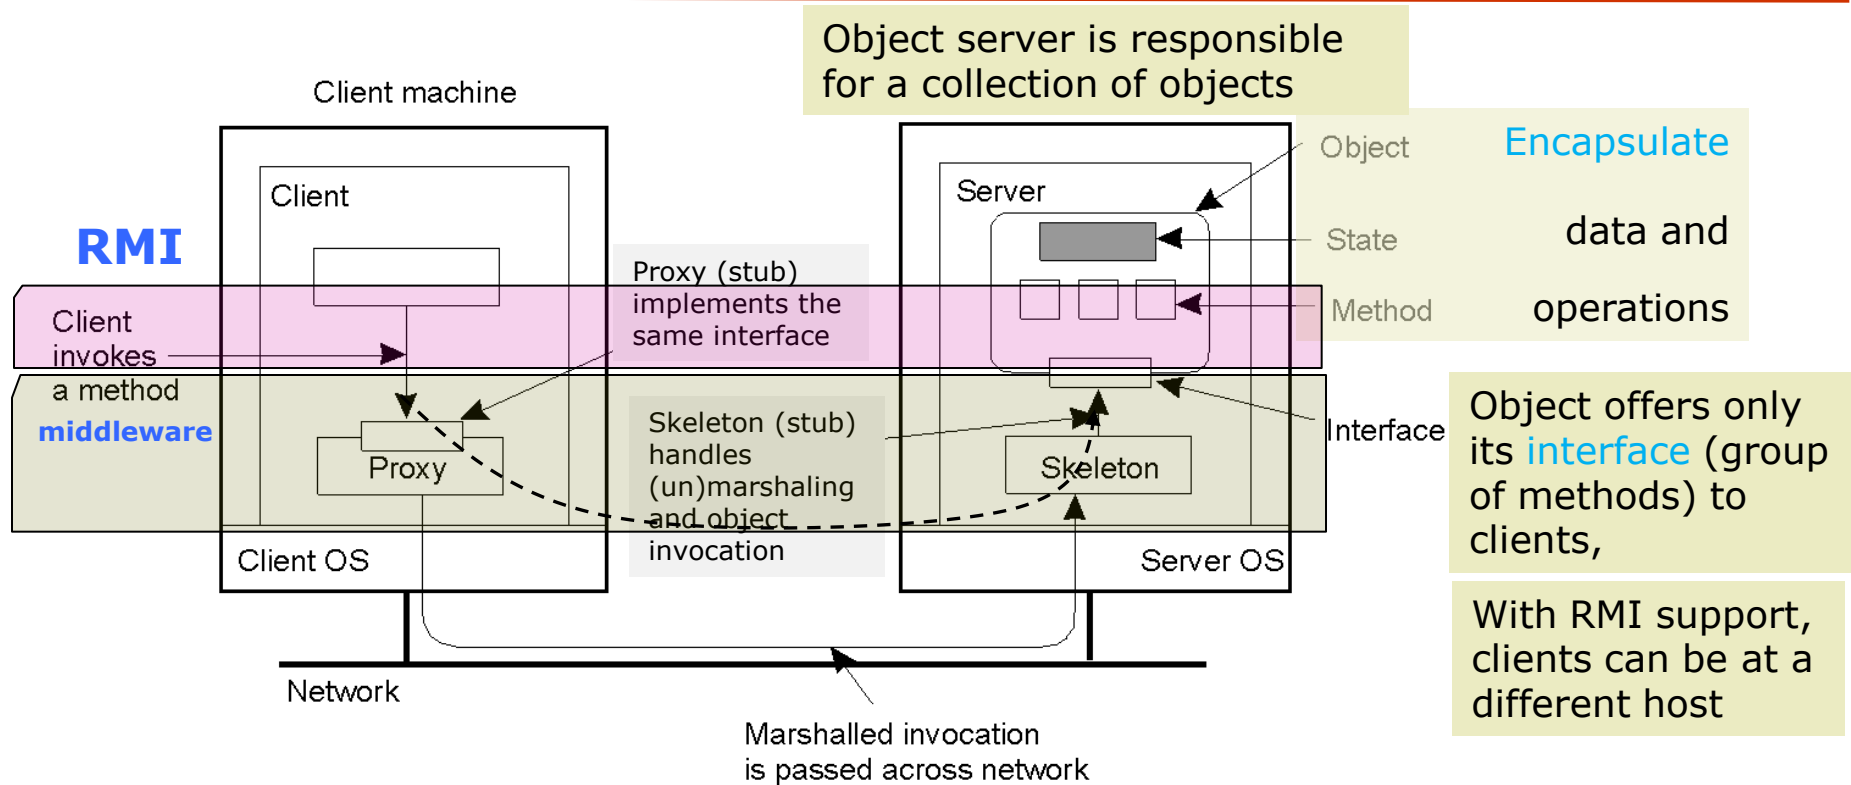 Object server is responsible
for a collection of objects
Client machine
Object
Encapsulate
Client
Server
RMI
State
data and
Proxy (stub)
implements the
same interface
Method
operations
Client
invokes
a method
middleware
Skeleton (stub)
handles
(un)marshaling
and object
invocation
Interface
Object offers only
its interface (group
of methods) to
clients,
Proxy
Skeleton
Client OS
Server OS
With RMI support,
clients can be at a
different host
Network
Marshalled invocation
is passed across network